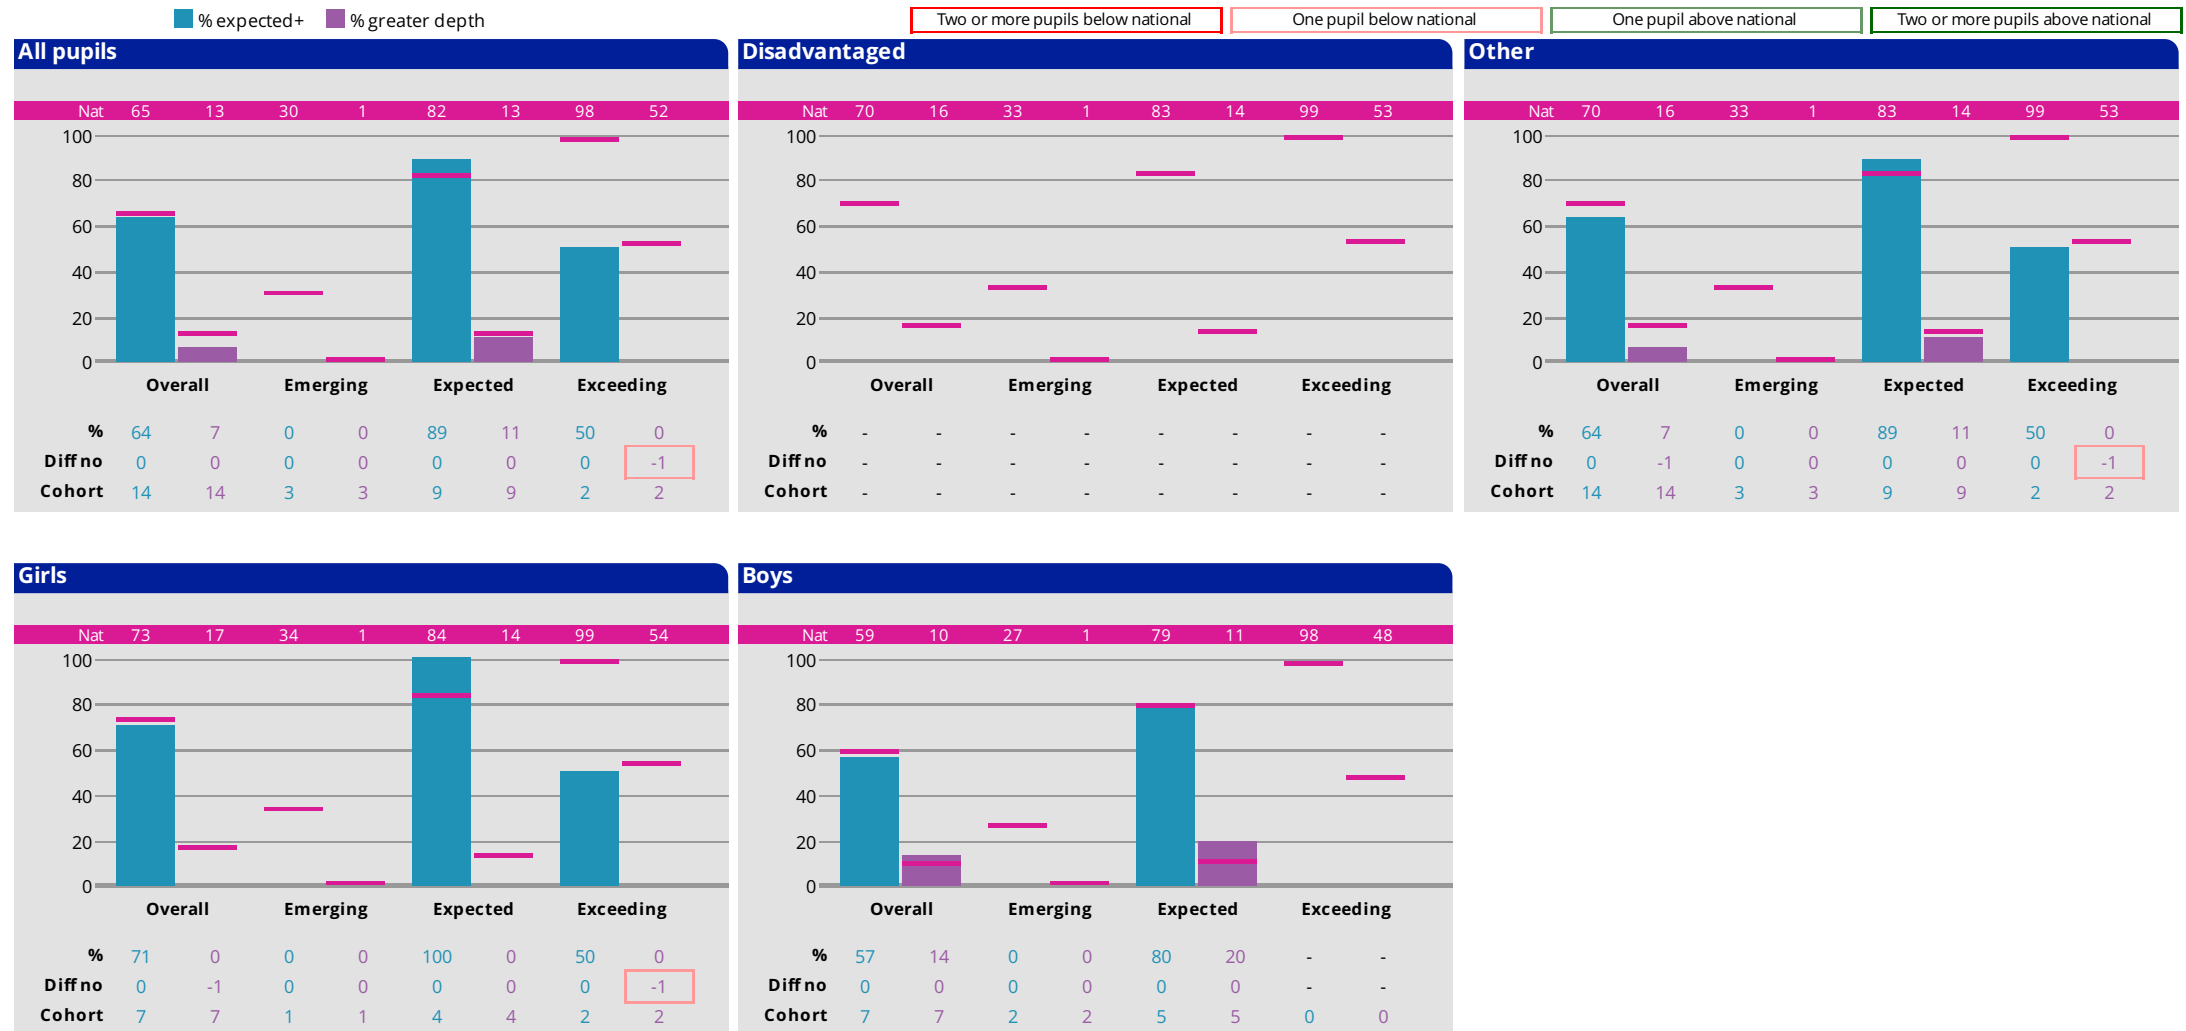 % expected+ % greater depth Two or more pupils below national One pupil below national One pupil above national Two or more pupils above national
All pupils
Nat 65 13 30 1 82 13 98 52
100
80
60
40
20
0
Overall Emerging Expected Exceeding
% 64 7 0 0 89 11 50 0
Diff no 0 0 0 0 0 0 0 -1
Cohort 14 14 3 3 9 9 2 2
Disadvantaged
Nat 70 16 33 1 83 14 99 53
100
80
60
40
20
0
Overall Emerging Expected Exceeding
% - - - - - - - -
Diff no - - - - - - - -
Cohort - - - - - - - -
Other
Nat 70 16 33 1 83 14 99 53
100
80
60
40
20
0
Overall Emerging Expected Exceeding
% 64 7 0 0 89 11 50 0
Diff no 0 -1 0 0 0 0 0 -1
Cohort 14 14 3 3 9 9 2 2
Girls
Nat 73 17 34 1 84 14 99 54
100
80
60
40
20
0
Overall Emerging Expected Exceeding
% 71 0 0 0 100 0 50 0
Diff no 0 -1 0 0 0 0 0 -1
Cohort 7 7 1 1 4 4 2 2
Boys
Nat 59 10 27 1 79 11 98 48
100
80
60
40
20
0
Overall Emerging Expected Exceeding
% 57 14 0 0 80 20 - -
Diff no 0 0 0 0 0 0 - -
Cohort 7 7 2 2 5 5 0 0